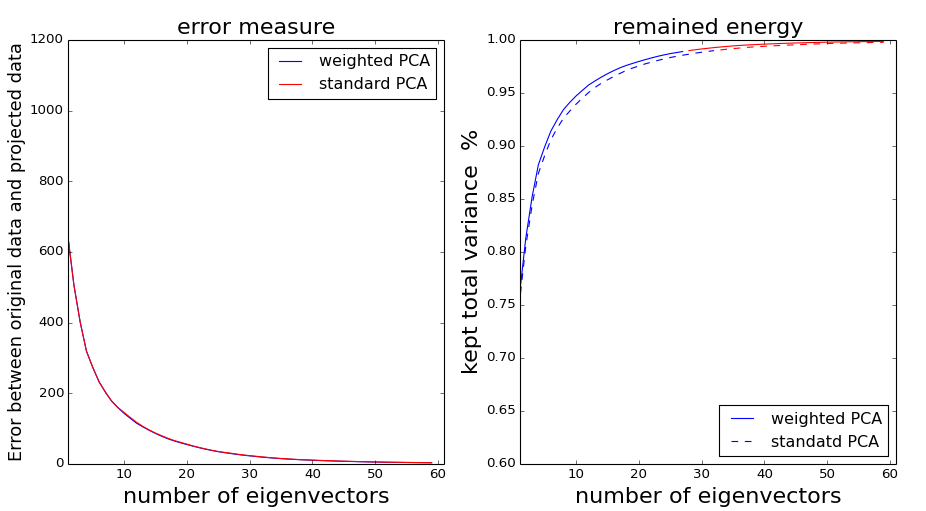 error measure
Error between original data and projected data
1200
1000
800
600
400
200
0
weighted PCA
standard PCA
10
20
30
40
50
60
number of eigenvectors
remained energy
kept total variance %
1.00
0.95
0.90
0.85
0.80
0.75
0.70
0.65
0.60
weighted PCA
standatd PCA
10
20
30
40
50
60
number of eigenvectors